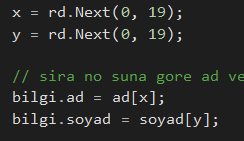 x = rd.Next(0, 19);
y = rd.Next(0, 19);
// sira no suna gore ad ve
bilgi.ad = ad[x];
bilgi.soyad = soyad[y];